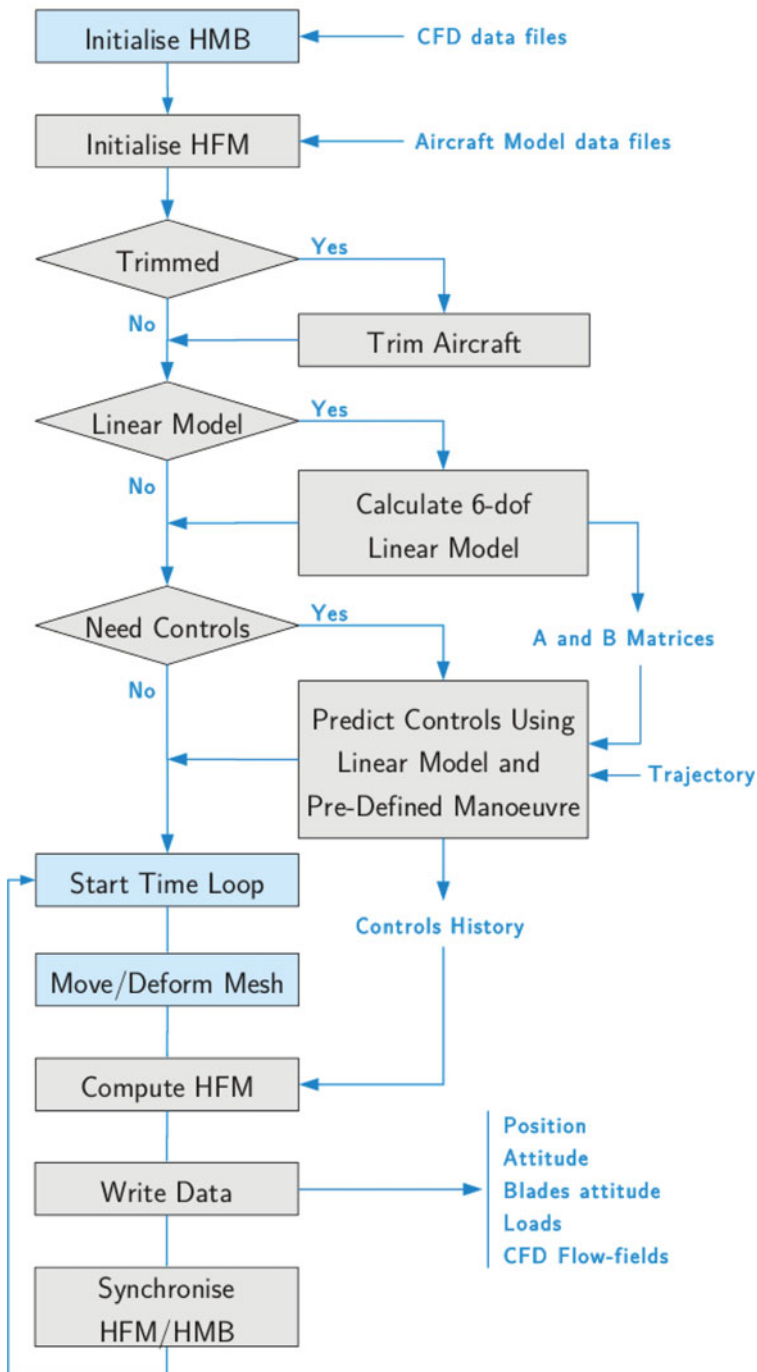 Initialise HMB
CFD data files
Initialise HFM
Aircraft Model data files
Trimmed
Yes
No
Trim Aircraft
Linear Model
Yes
No
Calculate 6-dof
Linear Model
Need Controls
Yes
A and B Matrices
No
Predict Controls Using
Linear Model and
Pre-Defined Manoeuvre
Trajectory
Start Time Loop
Controls History
Move/Deform Mesh
Compute HFM
Position
Attitude
Blades attitude
Loads
CFD Flow-fields
Write Data
Synchronise
HFM/HMB